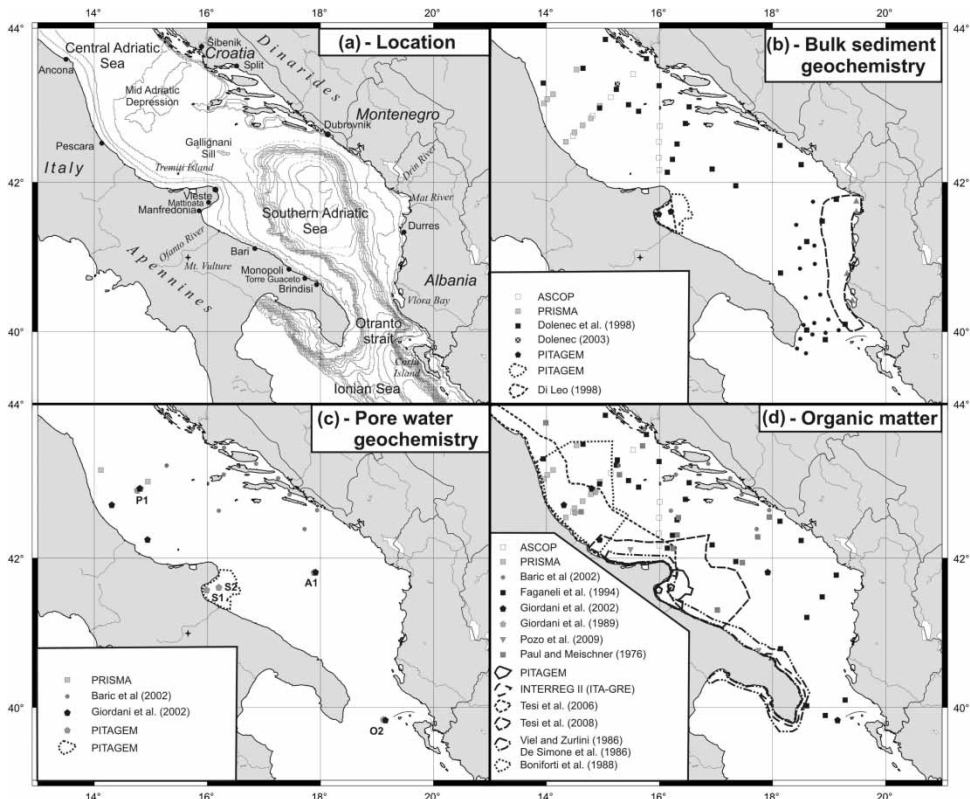 14° 16° 18° 20°
14° 16° 18° 20°
44°
42°
40°
44°
(a) - Location
Central Adriatic
Sea
Šibenik
Croatia
Split
Dinarides
Ancona
Mid Adriatic
Depression
Montenegro
Dubrovnik
Pescara
Gallignani
Sill
Drin River
Italy
Tremiti Island
Vieste
Mattinata
Manfredonia
Southern Adriatic
Sea
Mat River
Durres
Ofanto River
Bari
Mt. Vulture
Apennines
Monopoli
Torre Guaceto
Brindisi
Albania
Vlora Bay
Otranto
strait
Corfu
Island
Ionian Sea
(b) - Bulk sediment
geochemistry
44°
42°
40°
44°
ASCOP
PRISMA
Dolenec et al. (1998)
Dolenec (2003)
PITAGEM
PITAGEM
Di Leo (1998)
(c) - Pore water
geochemistry
P1
A1
S2
S1
O2
42°
40°
PRISMA
Baric et al (2002)
Giordani et al. (2002)
PITAGEM
PITAGEM
14° 16° 18° 20°
(d) - Organic matter
42°
40°
ASCOP
PRISMA
Baric et al (2002)
Faganeli et al. (1994)
Giordani et al. (2002)
Giordani et al. (1989)
Pozo et al. (2009)
Paul and Meischner (1976)
PITAGEM
INTERREG II (ITA-GRE)
Tesi et al. (2006)
Tesi et al. (2008)
Viel and Zurlini (1986)
De Simone et al. (1986)
Boniforti et al. (1988)
14° 16° 18° 20°